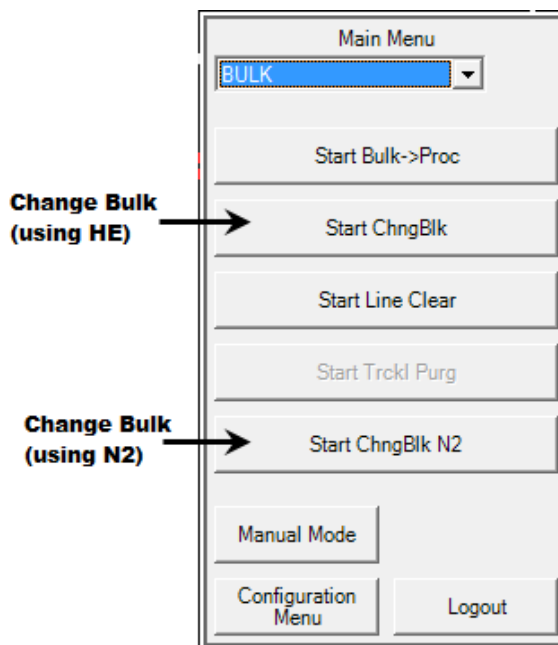 Main Menu
BULK
Start Bulk->Proc
Change Bulk
(using HE)
Start ChngBlk
Start Line Clear
Start Trckl Purg
Change Bulk
(using N2)
Start ChngBlk N2
Manual Mode
Configuration
Menu
Logout